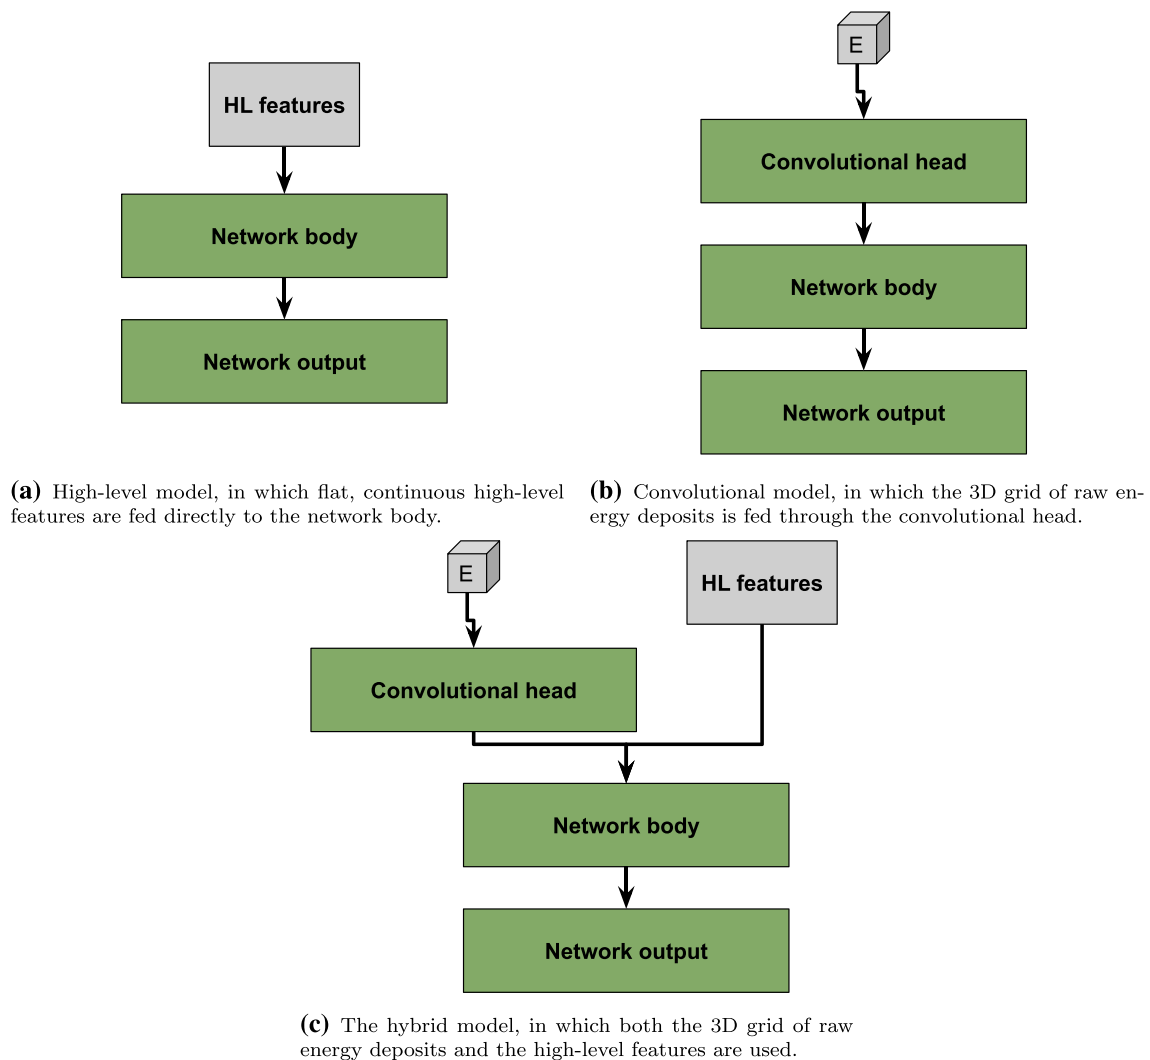 HL features
Network body
Network output
(a) High-level model, in which flat, continuous high-level
features are fed directly to the network body.
E
Convolutional head
Network body
Network output
(b) Convolutional model, in which the 3D grid of raw en-
ergy deposits is fed through the convolutional head.
E
HL features
Convolutional head
Network body
Network output
(c) The hybrid model, in which both the 3D grid of raw
energy deposits and the high-level features are used.